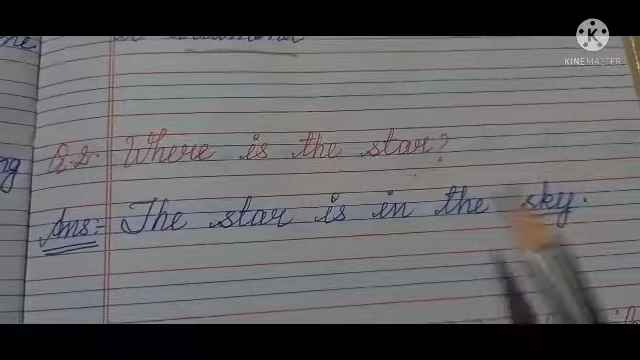 KINEMASTER
Q.2. Where is the star?
Ans:- The star is in the sky.